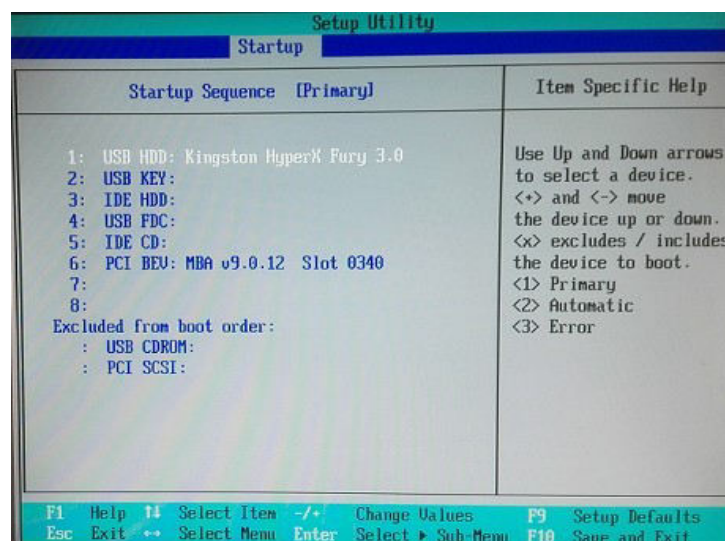 Setup Utility
Startup
Startup Sequence [Primary]
1: USB HDD: Kingston HyperX Fury 3.0
2: USB KEY:
3: IDE HDD:
4: USB FDC:
5: IDE CD:
6: PCI BEV: MBA v9.0.12 Slot 0340
7:
8:
Excluded from boot order:
: USB CDROM:
: PCI SCSI:
Item Specific Help
Use Up and Down arrows
to select a device.
<+> and <-> move
the device up or down.
<x> excludes / includes
the device to boot.
<1> Primary
<2> Automatic
<3> Error
F1 Help ↑↓ Select Item -/+ Change Values F9 Setup Defaults
Esc Exit ↔ Select Menu Enter Select ▶ Sub-Menu F10 Save and Exit